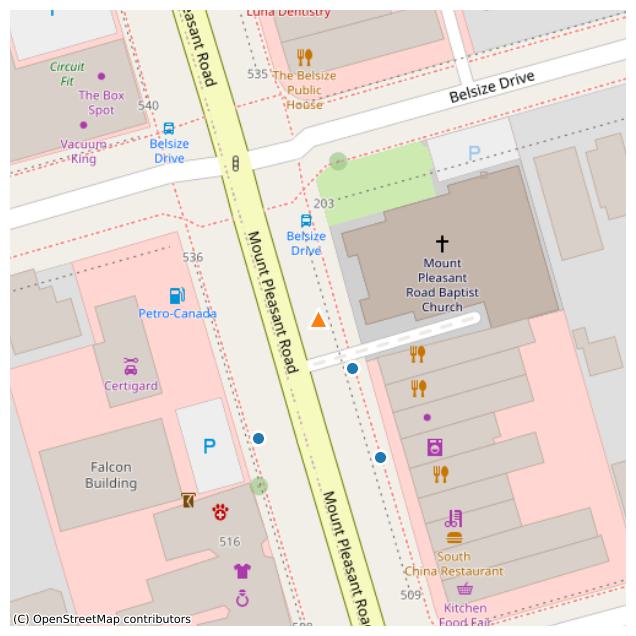 Luna Dentistry
easant Road
Circuit
Fit
535
The Belsize
Public
House
Belsize Drive
The Box
Spot
540
Vacuum
King
Belsize
Drive
P
203
Belsize
Drive
Mount
Pleasant
Road Baptist
Church
536
Mount Pleasant Road
Petro-Canada
Certigard
P
Falcon
Building
Mount Pleasant Road
516
South
China Restaurant
509
Kitchen
Food Fair
(C) OpenStreetMap contributors